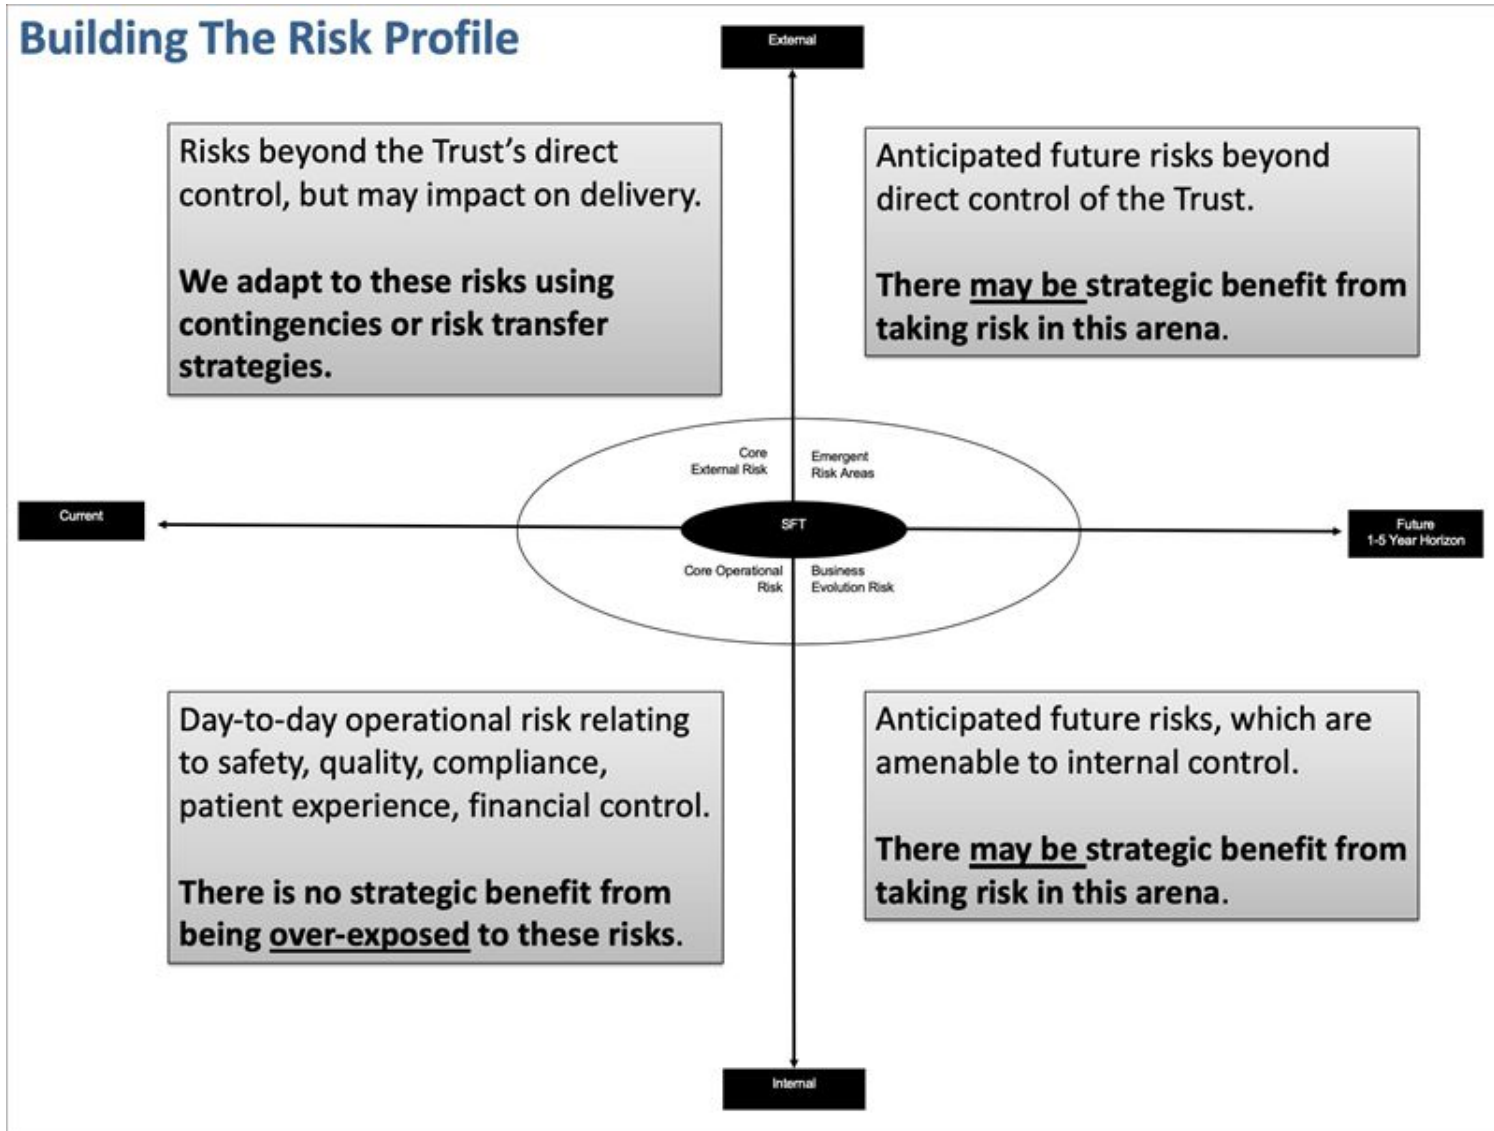 Building The Risk Profile
External
Risks beyond the Trust’s direct
control, but may impact on delivery.
We adapt to these risks using
contingencies or risk transfer
strategies.
Anticipated future risks beyond
direct control of the Trust.
There may be strategic benefit from
taking risk in this arena.
Core
External Risk
Emergent
Risk Areas
Current
SFT
Future
1-5 Year Horizon
Core Operational
Risk
Business
Evolution Risk
Day-to-day operational risk relating
to safety, quality, compliance,
patient experience, financial control.
There is no strategic benefit from
being over-exposed to these risks.
Anticipated future risks, which are
amenable to internal control.
There may be strategic benefit from
taking risk in this arena.
Internal